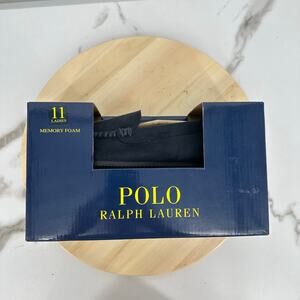 11
LADIES
MEMORY FOAM
POLO
RALPH LAUREN